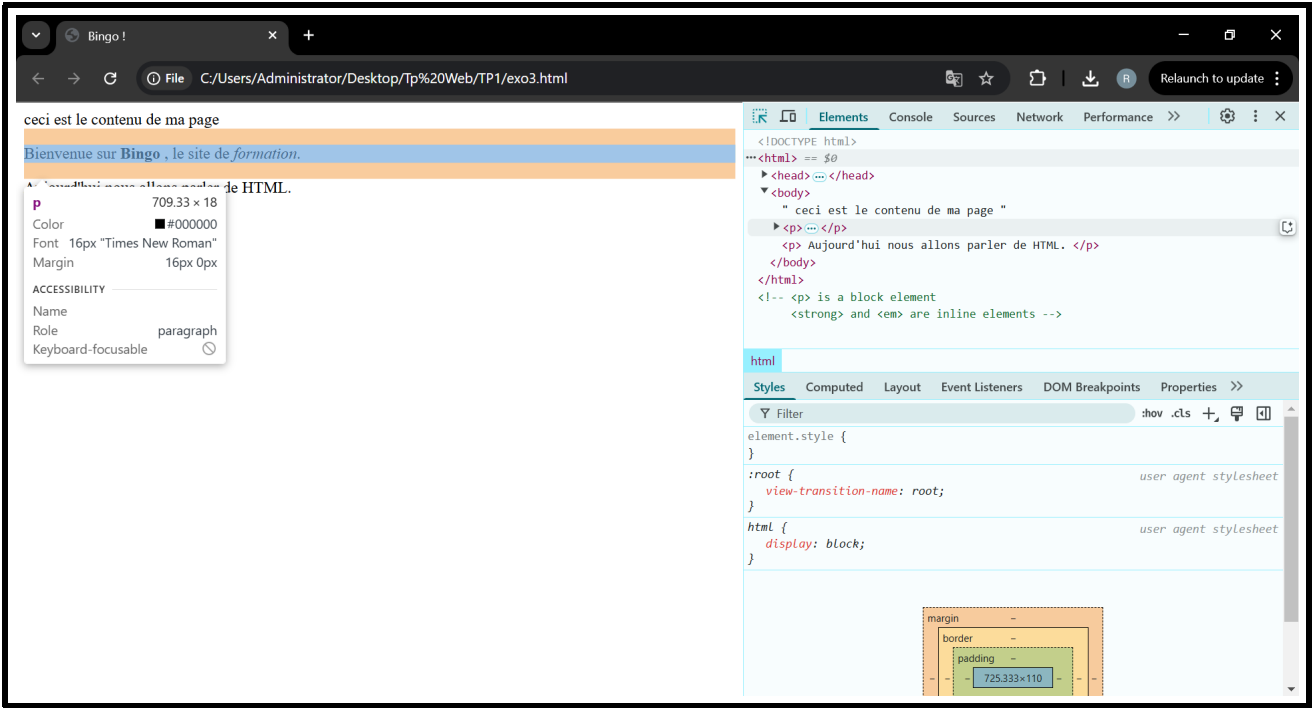 Bingo !
File C:/Users/Administrator/Desktop/Tp%20Web/TP1/exo3.html R Relaunch to update
ceci est le contenu de ma page
Bienvenue sur Bingo , le site de formation.
Aujourd'hui nous allons parler de HTML.
p 709.33 × 18
Color #000000
Font 16px "Times New Roman"
Margin 16px 0px
ACCESSIBILITY
Name
Role paragraph
Keyboard-focusable
Elements Console Sources Network Performance
<!DOCTYPE html>
<html> == $0
<head> … </head>
<body>
" ceci est le contenu de ma page "
<p> … </p>
<p> Aujourd'hui nous allons parler de HTML. </p>
</body>
</html>
<!-- <p> is a block element
<strong> and <em> are inline elements -->
html
Styles Computed Layout Event Listeners DOM Breakpoints Properties
Filter :hov .cls
element.style {
}
:root { user agent stylesheet
view-transition-name: root;
}
html { user agent stylesheet
display: block;
}
margin –
border –
padding –
– – – 725.333×110 – – –